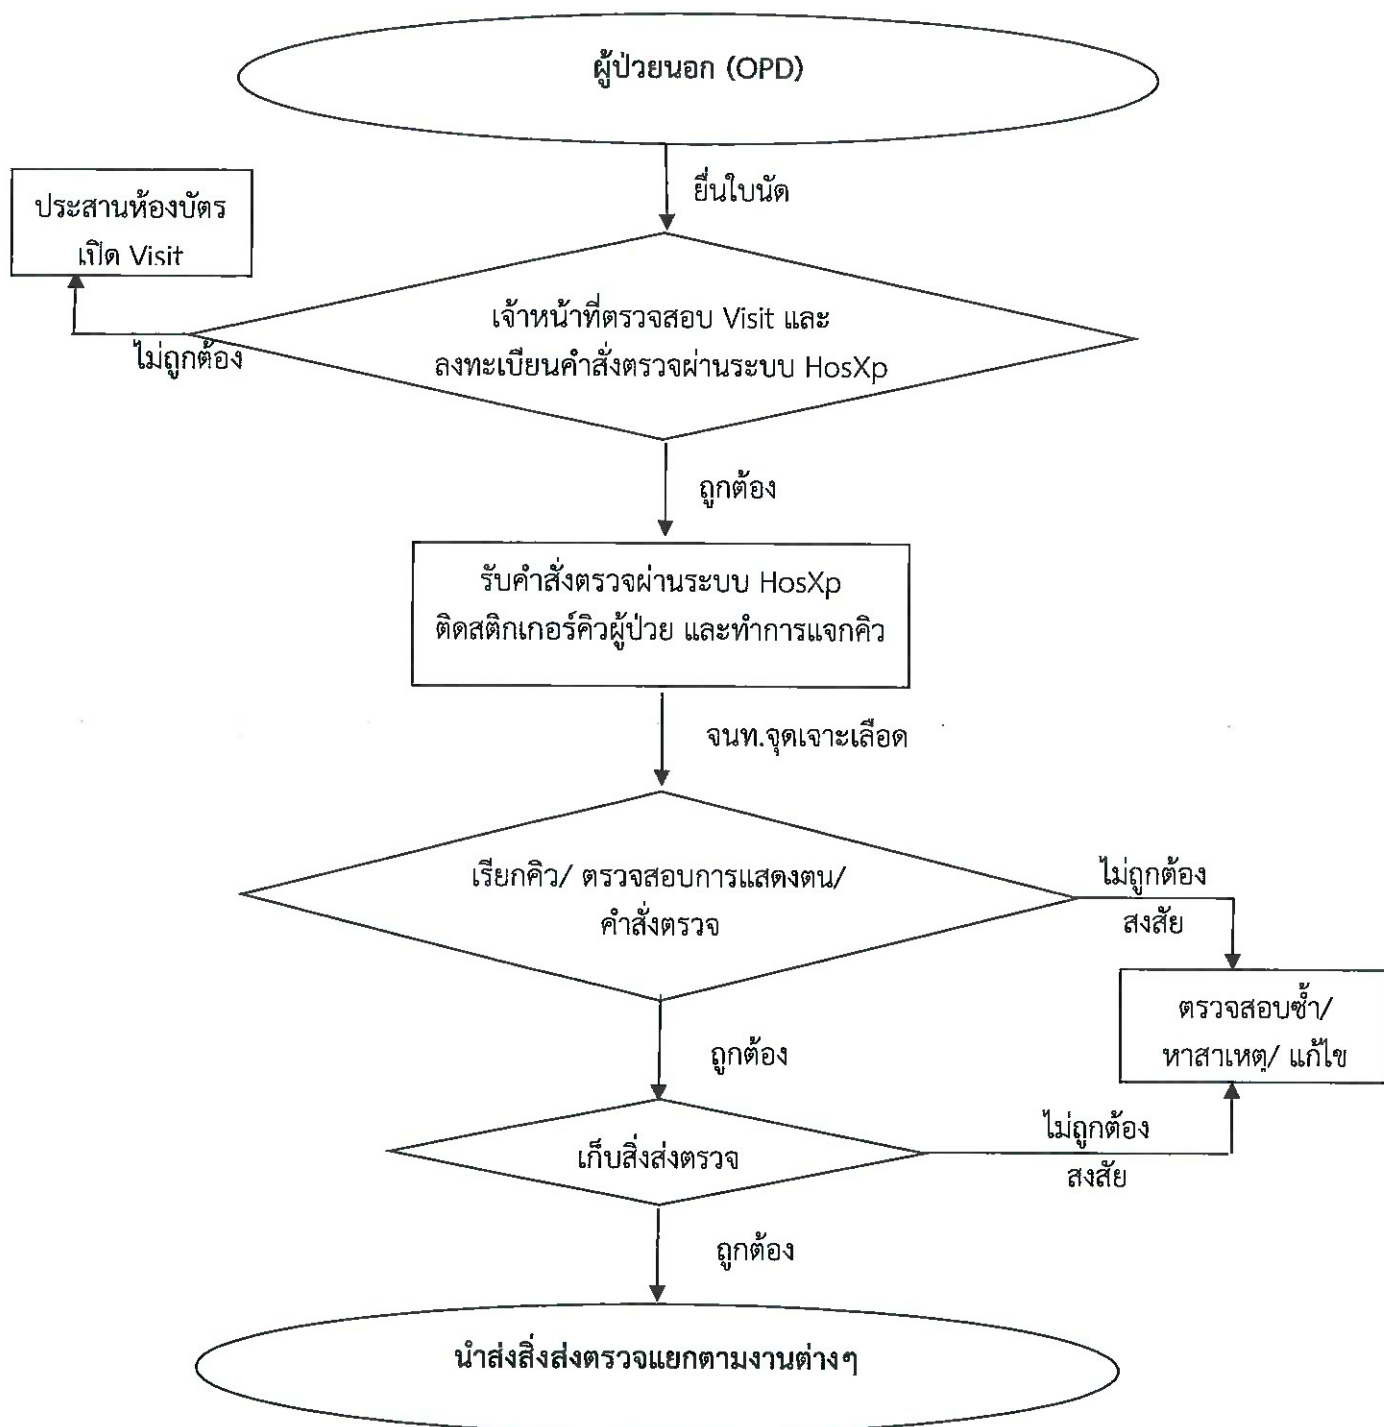 ผู้ป่วยนอก (OPD)
ยื่นใบนัด
ประสานห้องบัตร
เปิด Visit
เจ้าหน้าที่ตรวจสอบ Visit และ
ลงทะเบียนคำสั่งตรวจผ่านระบบ HosXp
ไม่ถูกต้อง
ถูกต้อง
รับคำสั่งตรวจผ่านระบบ HosXp
ติดสติกเกอร์คิวผู้ป่วย และทำการแจกคิว
จนท.จุดเจาะเลือด
เรียกคิว/ ตรวจสอบการแสดงตน/
คำสั่งตรวจ
ไม่ถูกต้อง
สงสัย
ตรวจสอบซ้ำ/
หาสาเหตุ/ แก้ไข
ถูกต้อง
เก็บสิ่งส่งตรวจ
ไม่ถูกต้อง
สงสัย
ถูกต้อง
นำส่งสิ่งส่งตรวจแยกตามงานต่างๆ